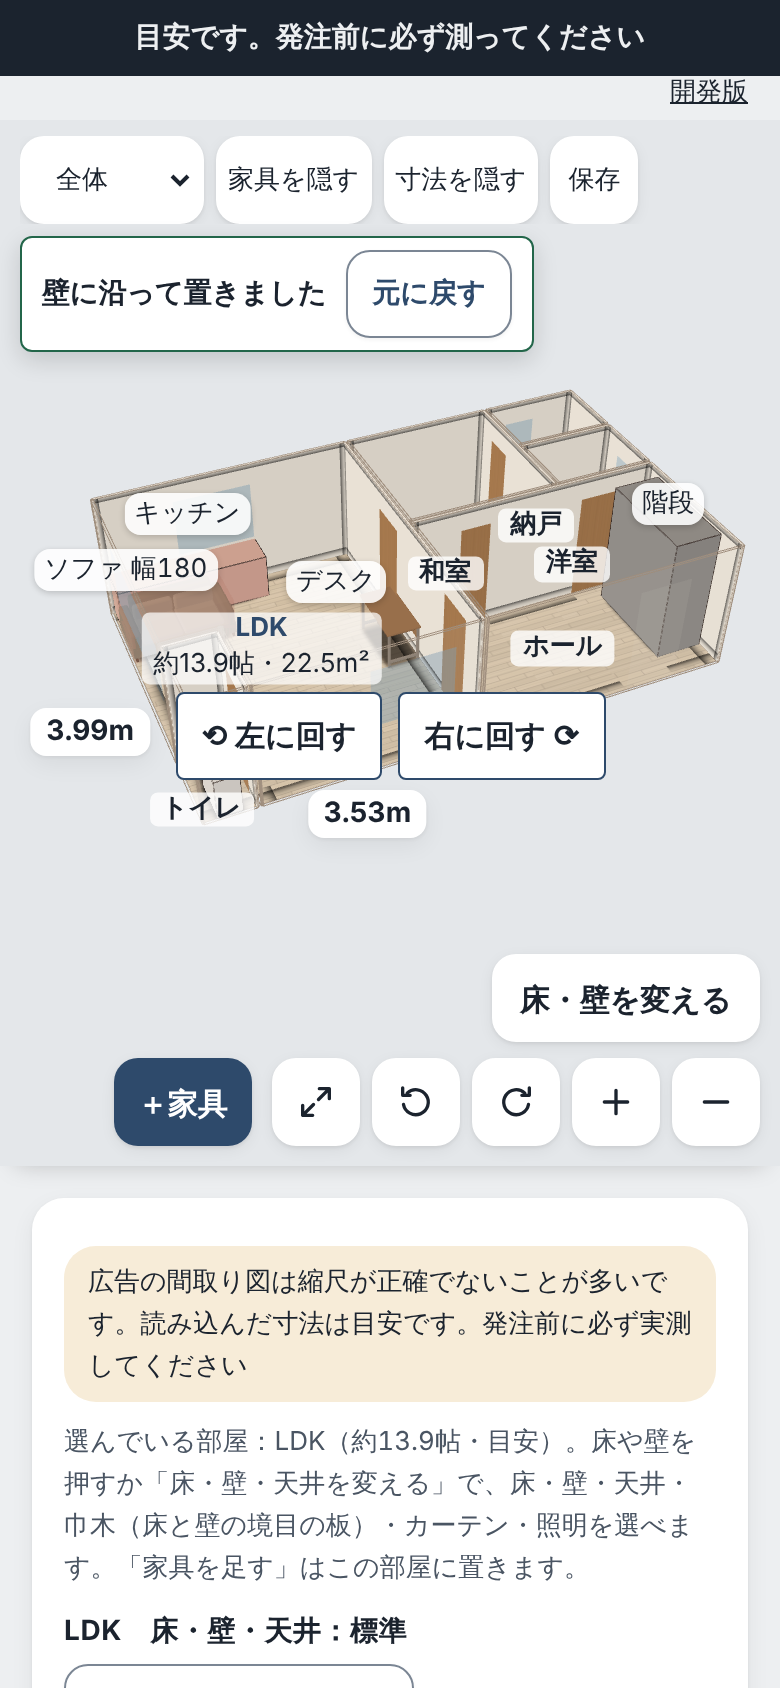 目安です。発注前に必ず測ってください
開発版
全体
家具を隠す
寸法を隠す
保存
壁に沿って置きました
元に戻す
キッチン
階段
納戸
ソファ 幅180
デスク
和室
洋室
LDK
約13.9帖・22.5m²
ホール
3.99m
⟲ 左に回す
右に回す ⟳
トイレ
3.53m
床・壁を変える
＋家具
広告の間取り図は縮尺が正確でないことが多いで
す。読み込んだ寸法は目安です。発注前に必ず実測
してください
選んでいる部屋：LDK（約13.9帖・目安）。床や壁を
押すか「床・壁・天井を変える」で、床・壁・天井・
巾木（床と壁の境目の板）・カーテン・照明を選べま
す。「家具を足す」はこの部屋に置きます。
LDK　床・壁・天井：標準